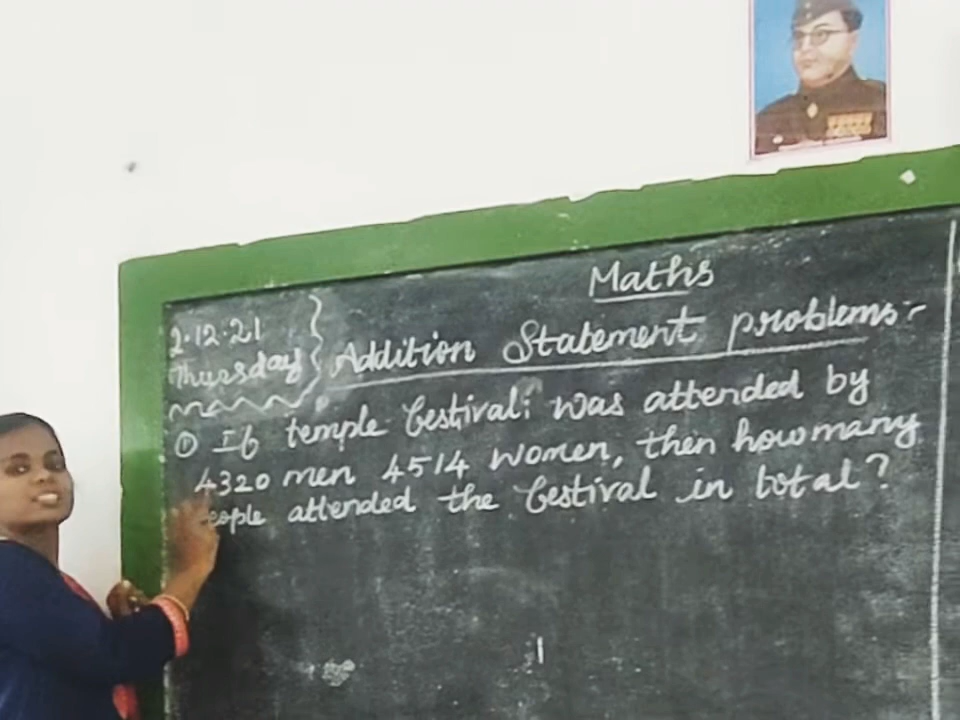 Maths
2.12.21
Thursday
Addition Statement problems:-
① If temple festival: was attended by
4320 men 4514 women, then how many
people attended the festival in total?